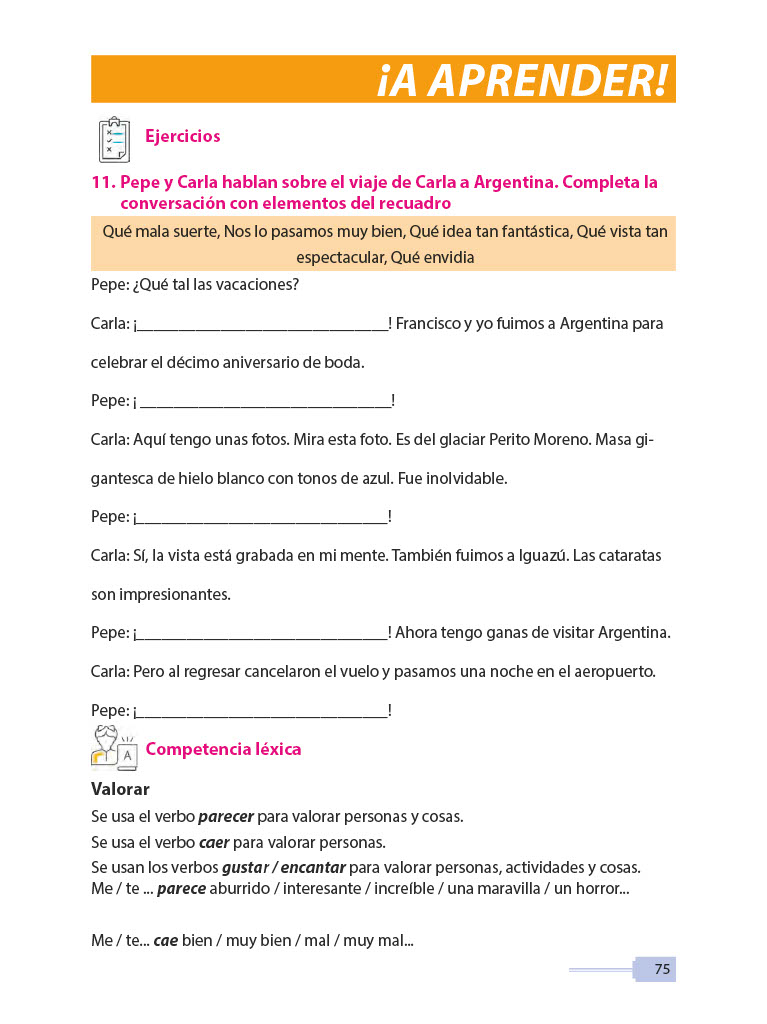 ¡A APRENDER!
Ejercicios
11. Pepe y Carla hablan sobre el viaje de Carla a Argentina. Completa la
conversación con elementos del recuadro
Qué mala suerte, Nos lo pasamos muy bien, Qué idea tan fantástica, Qué vista tan
espectacular, Qué envidia
Pepe: ¿Qué tal las vacaciones?
Carla: ¡______________________________! Francisco y yo fuimos a Argentina para
celebrar el décimo aniversario de boda.
Pepe: ¡ ______________________________!
Carla: Aquí tengo unas fotos. Mira esta foto. Es del glaciar Perito Moreno. Masa gi-
gantesca de hielo blanco con tonos de azul. Fue inolvidable.
Pepe: ¡______________________________!
Carla: Sí, la vista está grabada en mi mente. También fuimos a Iguazú. Las cataratas
son impresionantes.
Pepe: ¡______________________________! Ahora tengo ganas de visitar Argentina.
Carla: Pero al regresar cancelaron el vuelo y pasamos una noche en el aeropuerto.
Pepe: ¡______________________________!
A
Competencia léxica
Valorar
Se usa el verbo parecer para valorar personas y cosas.
Se usa el verbo caer para valorar personas.
Se usan los verbos gustar / encantar para valorar personas, actividades y cosas.
Me / te ... parece aburrido / interesante / increíble / una maravilla / un horror...
Me / te... cae bien / muy bien / mal / muy mal...
75